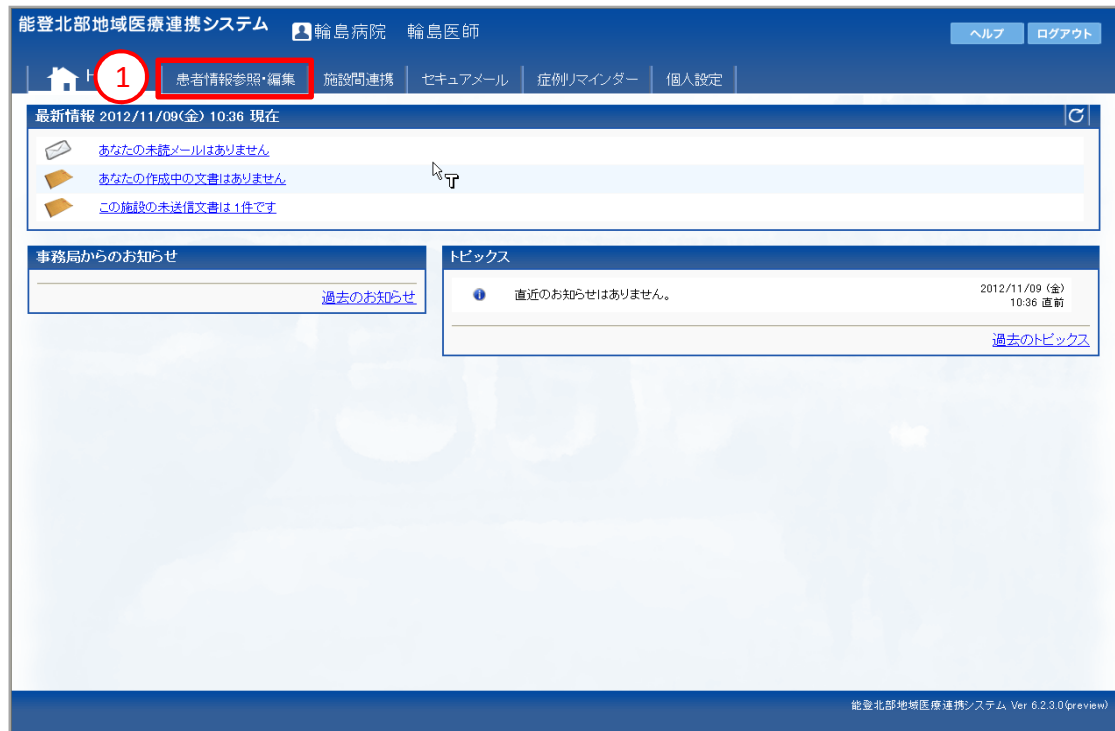 能登北部地域医療連携システム 輪島病院 輪島医師
ヘルプ ログアウト
1 患者情報参照・編集 施設間連携 セキュアメール 症例リマインダー 個人設定
最新情報 2012/11/09(金) 10:36 現在
あなたの未読メールはありません
あなたの作成中の文書はありません
この施設の未送信文書は 1件です
事務局からのお知らせ
過去のお知らせ
トピックス
直近のお知らせはありません。
2012/11/09 (金)
10:36 直前
過去のトピックス
能登北部地域医療連携システム Ver 6.2.3.0(preview)